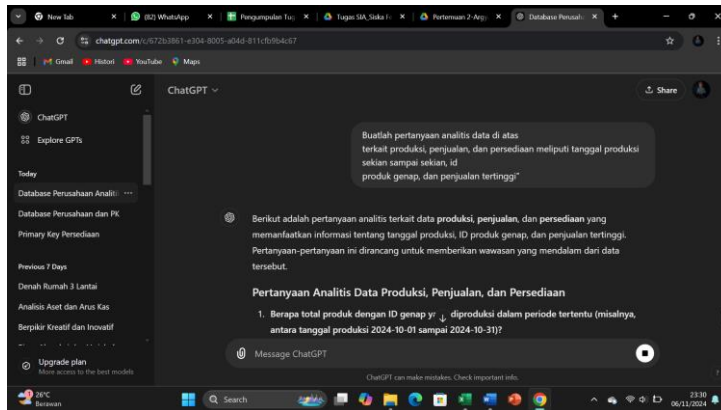 New Tab
(82) WhatsApp
Pengumpulan Tug
Tugas SIA_Siska
Pertemuan 2-
Database Perusah
chatgpt.com/c/672b3861-e304-8005-a04d-811cfb9b4c67
Gmail
Histori
YouTube
Maps
ChatGPT
Share
ChatGPT
Explore GPTs
Today
Database Perusahaan Analiti
Database Perusahaan dan PK
Primary Key Persediaan
Previous 7 Days
Denah Rumah 3 Lantai
Analisis Aset dan Arus Kas
Berpikir Kreatif dan Inovatif
Upgrade plan
More access to the best models
Buatlah pertanyaan analitis data di atas
terkait produksi, penjualan, dan persediaan meliputi tanggal produksi
sekian sampai sekian, id
produk genap, dan penjualan tertinggi"
Berikut adalah pertanyaan analitis terkait data produksi, penjualan, dan persediaan yang
memanfaatkan informasi tentang tanggal produksi, ID produk genap, dan penjualan tertinggi.
Pertanyaan-pertanyaan ini dirancang untuk memberikan wawasan yang mendalam dari data
tersebut.
Pertanyaan Analitis Data Produksi, Penjualan, dan Persediaan
1. Berapa total produk dengan ID genap diproduksi dalam periode tertentu (misalnya,
antara tanggal produksi 2024-10-01 sampai 2024-10-31)?
Message ChatGPT
ChatGPT can make mistakes. Check important info.
26°C
Berawan
Search
23:30
06/11/2024